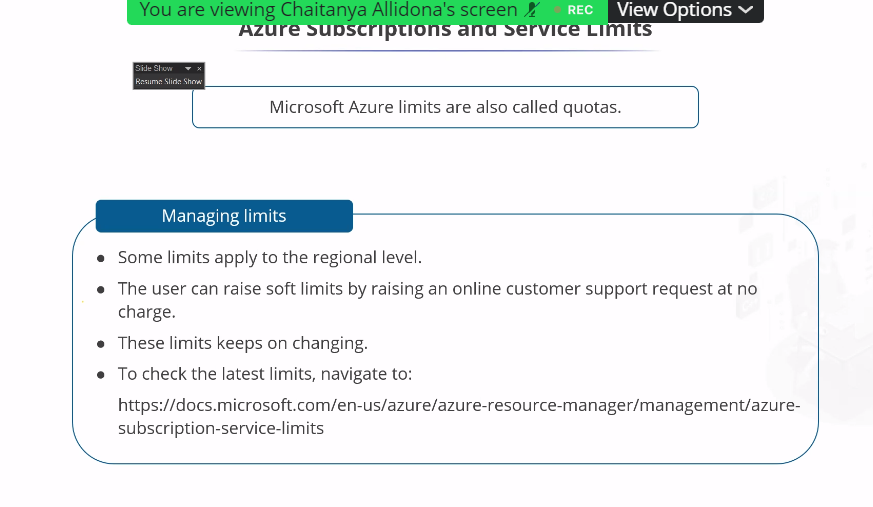 You are viewing Chaitanya Allidona's screen
REC
View Options
Azure Subscriptions and Service Limits
Slide Show
Resume Slide Show
Microsoft Azure limits are also called quotas.
Managing limits
● Some limits apply to the regional level.
● The user can raise soft limits by raising an online customer support request at no
charge.
● These limits keeps on changing.
● To check the latest limits, navigate to:
https://docs.microsoft.com/en-us/azure/azure-resource-manager/management/azure-
subscription-service-limits